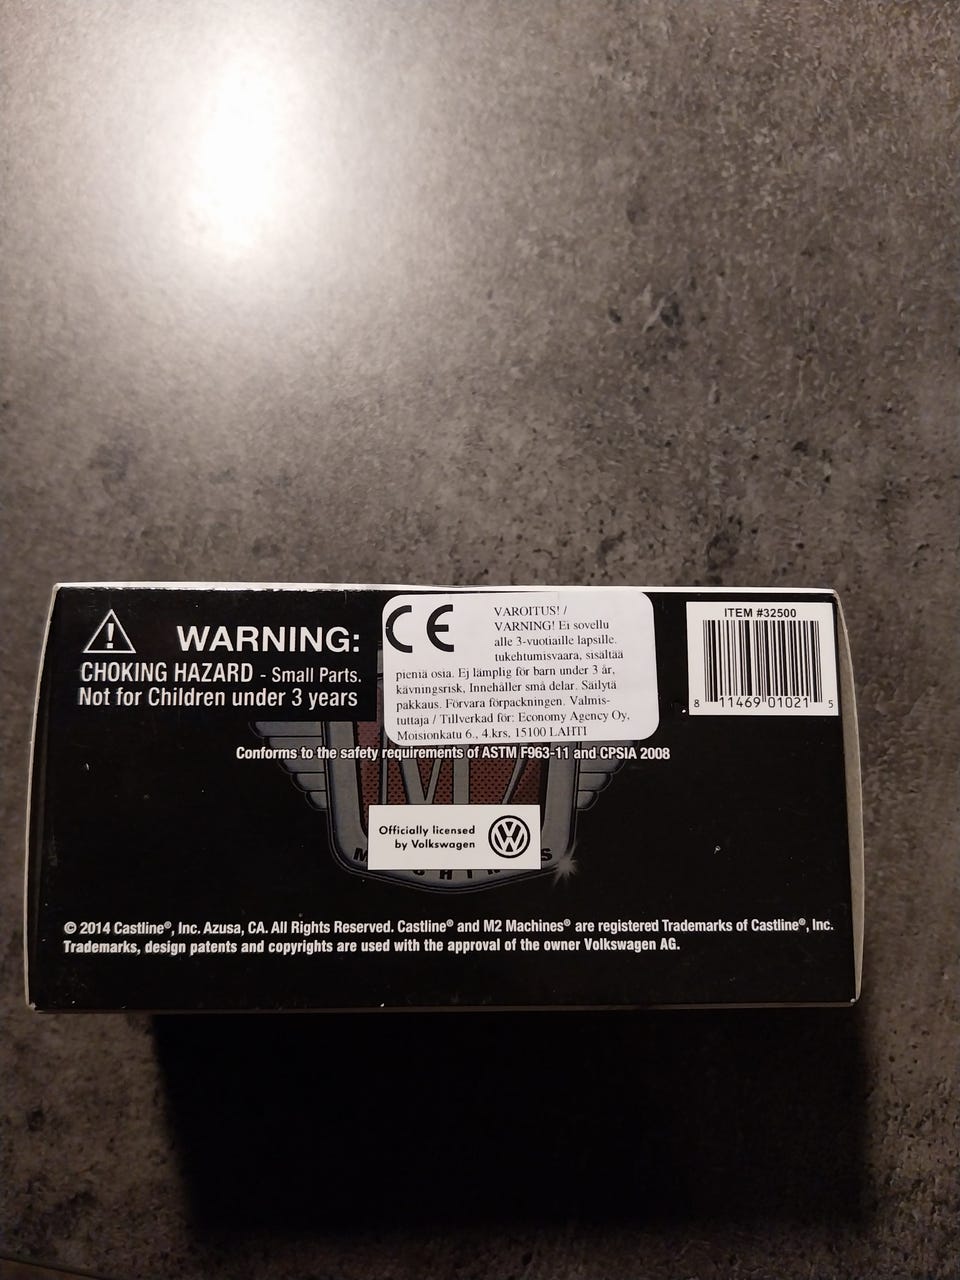 WARNING:
CHOKING HAZARD - Small Parts.
Not for Children under 3 years
CE
VAROITUS! /
VARNING! Ei sovellu
alle 3-vuotiaille lapsille.
tukehtumisvaara, sisältää
pieniä osia. Ej lämplig för barn under 3 år,
kävningsrisk, Innehåller små delar. Säilytä
pakkaus. Förvara förpackningen. Valmis-
tuttaja / Tillverkad för: Economy Agency Oy,
Moisionkatu 6., 4.krs, 15100 LAHTI
ITEM #32500
8 11469 01021 5
Conforms to the safety requirements of ASTM F963-11 and CPSIA 2008
Officially licensed
by Volkswagen
© 2014 Castline®, Inc. Azusa, CA. All Rights Reserved. Castline® and M2 Machines® are registered Trademarks of Castline®, Inc.
Trademarks, design patents and copyrights are used with the approval of the owner Volkswagen AG.